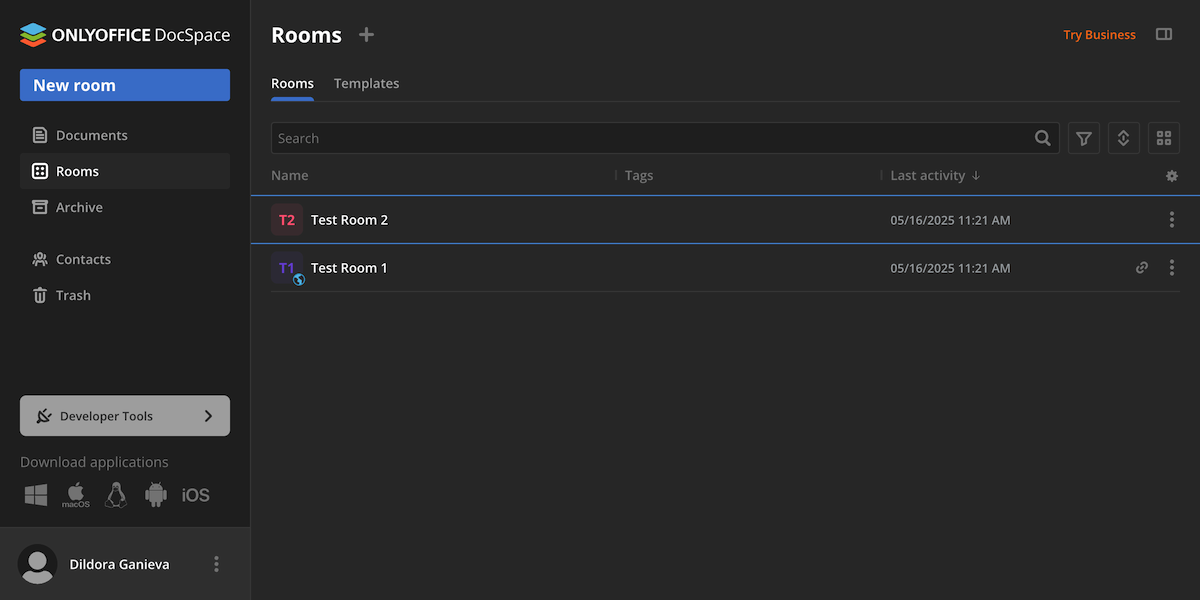 ONLYOFFICE DocSpace
New room
Documents
Rooms
Archive
Contacts
Trash
Developer Tools
Download applications
macOS
iOS
Dildora Ganieva
Rooms
Try Business
Rooms Templates
Search
Name Tags Last activity
T2 Test Room 2 05/16/2025 11:21 AM
T1 Test Room 1 05/16/2025 11:21 AM